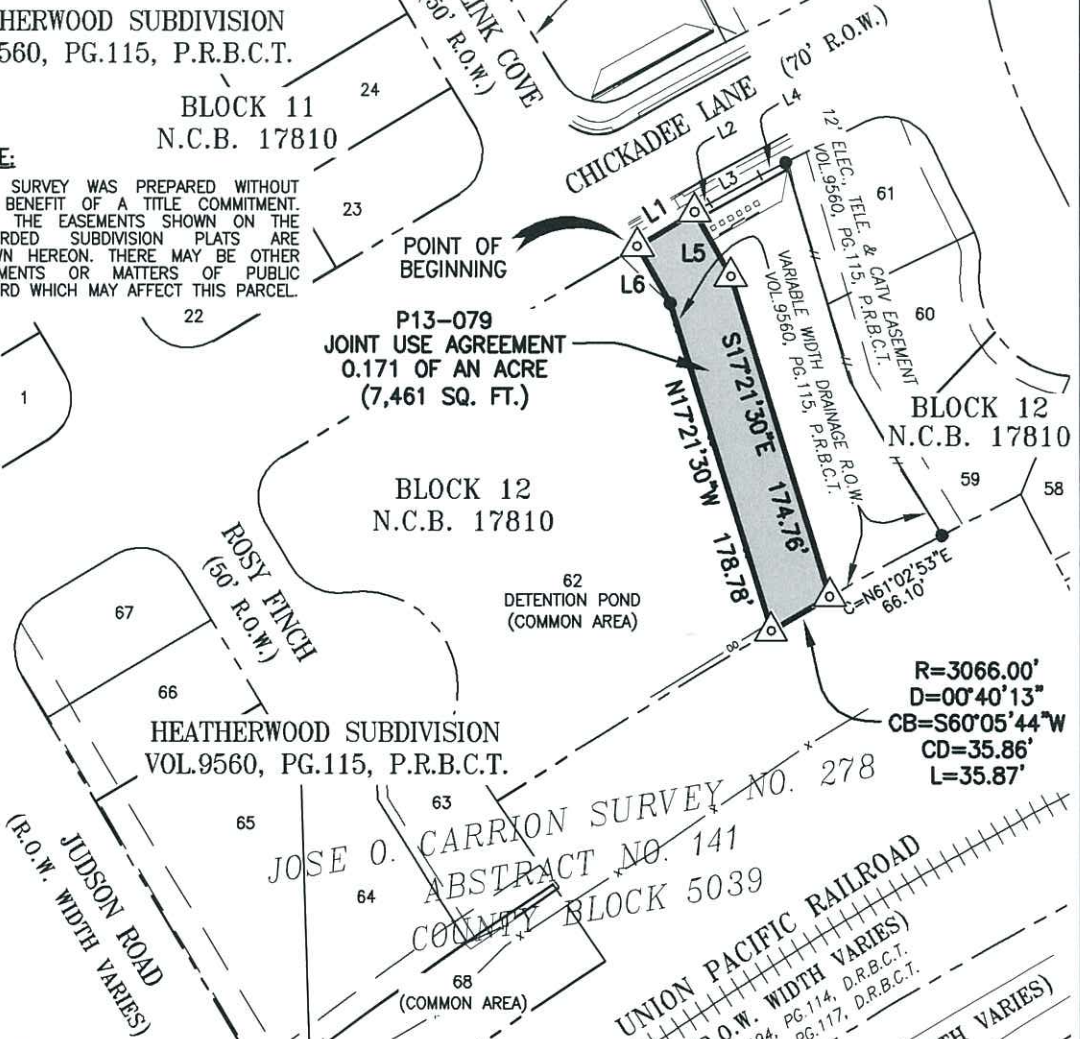 HERWOOD SUBDIVISION
560, PG.115, P.R.B.C.T.
BLOCK 11
N.C.B. 17810
24
23
22
1
LINK COVE
(50' R.O.W.)
CHICKADEE LANE
(70' R.O.W.)
E:
SURVEY WAS PREPARED WITHOUT
BENEFIT OF A TITLE COMMITMENT.
THE EASEMENTS SHOWN ON THE
RDED SUBDIVISION PLATS ARE
N HEREON. THERE MAY BE OTHER
MENTS OR MATTERS OF PUBLIC
RD WHICH MAY AFFECT THIS PARCEL.
L4
L2
L3
L1
L5
L6
POINT OF
BEGINNING
P13-079
JOINT USE AGREEMENT
0.171 OF AN ACRE
(7,461 SQ. FT.)
12' ELEC., TELE. & CATV EASEMENT
VOL.9560, PG.115, P.R.B.C.T.
VARIABLE WIDTH DRAINAGE R.O.W.
VOL.9560, PG.115, P.R.B.C.T.
61
60
59
58
BLOCK 12
N.C.B. 17810
S17°21'30"E 174.76'
N17°21'30"W 178.78'
BLOCK 12
N.C.B. 17810
62
DETENTION POND
(COMMON AREA)
ROSY FINCH
(50' R.O.W.)
C=N61°02'53"E
66.10'
R=3066.00'
D=00°40'13"
CB=S60°05'44"W
CD=35.86'
L=35.87'
67
66
HEATHERWOOD SUBDIVISION
VOL.9560, PG.115, P.R.B.C.T.
65
64
63
68
(COMMON AREA)
JOSE O. CARRION SURVEY NO. 278
ABSTRACT NO. 141
COUNTY BLOCK 5039
JUDSON ROAD
(R.O.W. WIDTH VARIES)
UNION PACIFIC RAILROAD
.O.W. WIDTH VARIES)
94, PG.114, D.R.B.C.T.
PG.117, D.R.B.C.T.
TH VARIES)